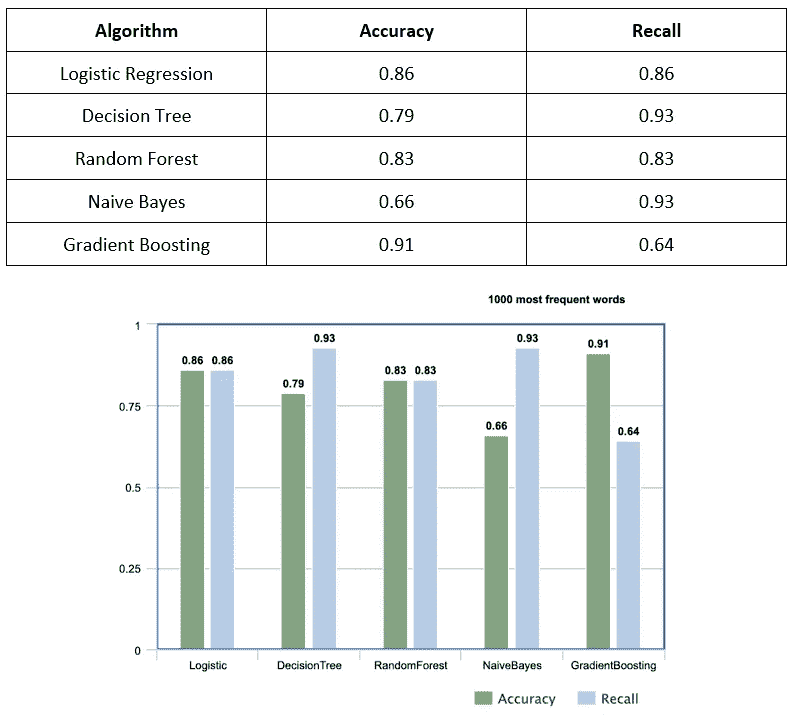 Algorithm Accuracy Recall
Logistic Regression 0.86 0.86
Decision Tree 0.79 0.93
Random Forest 0.83 0.83
Naive Bayes 0.66 0.93
Gradient Boosting 0.91 0.64
1000 most frequent words
1
0.93 0.93
0.91
0.86 0.86
0.83 0.83
0.79
0.75
0.66
0.64
0.5
0.25
0
Logistic DecisionTree RandomForest NaiveBayes GradientBoosting
Accuracy Recall